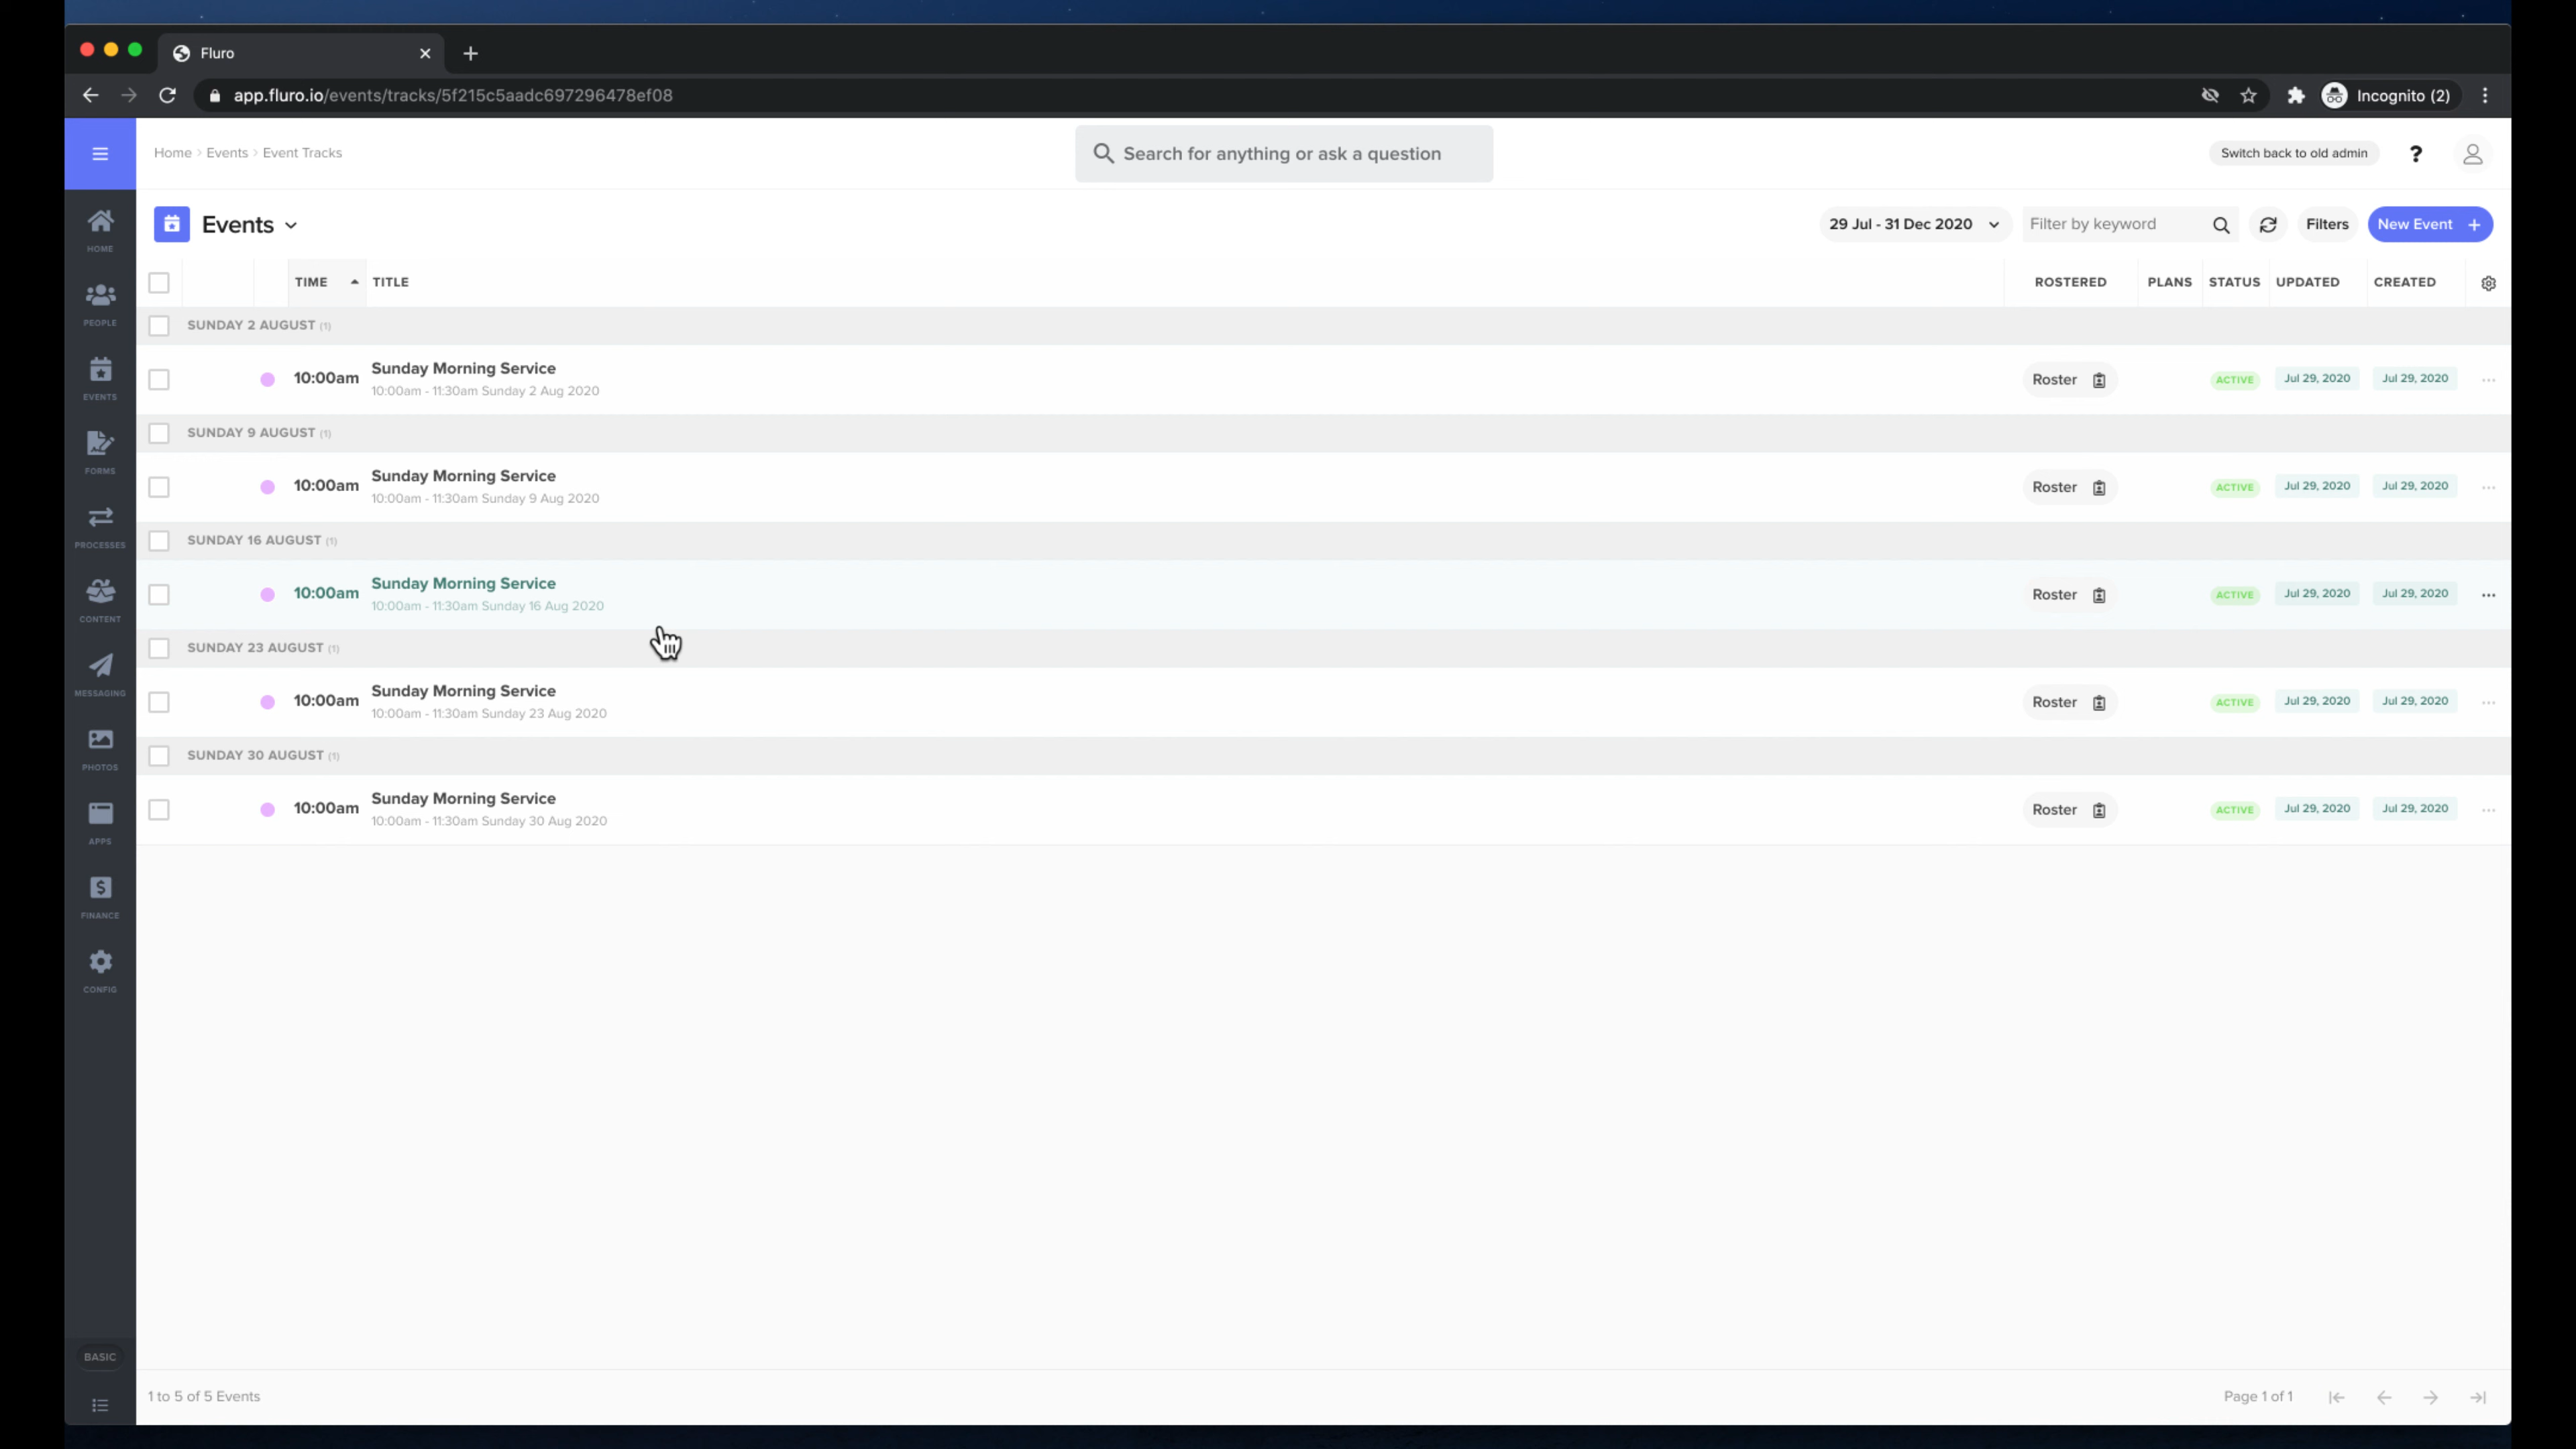 Fluro
app.fluro.io/events/tracks/5f215c5aadc697296478ef08
Incognito (2)
Home > Events > Event Tracks
Search for anything or ask a question
Switch back to old admin
?
Events
29 Jul - 31 Dec 2020
Filter by keyword
Filters
New Event +
TIME TITLE ROSTERED PLANS STATUS UPDATED CREATED
SUNDAY 2 AUGUST (1)
10:00am Sunday Morning Service Roster ACTIVE Jul 29, 2020 Jul 29, 2020
10:00am - 11:30am Sunday 2 Aug 2020
SUNDAY 9 AUGUST (1)
10:00am Sunday Morning Service Roster ACTIVE Jul 29, 2020 Jul 29, 2020
10:00am - 11:30am Sunday 9 Aug 2020
SUNDAY 16 AUGUST (1)
10:00am Sunday Morning Service Roster ACTIVE Jul 29, 2020 Jul 29, 2020
10:00am - 11:30am Sunday 16 Aug 2020
SUNDAY 23 AUGUST (1)
10:00am Sunday Morning Service Roster ACTIVE Jul 29, 2020 Jul 29, 2020
10:00am - 11:30am Sunday 23 Aug 2020
SUNDAY 30 AUGUST (1)
10:00am Sunday Morning Service Roster ACTIVE Jul 29, 2020 Jul 29, 2020
10:00am - 11:30am Sunday 30 Aug 2020
HOME
PEOPLE
EVENTS
FORMS
PROCESSES
CONTENT
MESSAGING
PHOTOS
APPS
FINANCE
CONFIG
BASIC
1 to 5 of 5 Events
Page 1 of 1